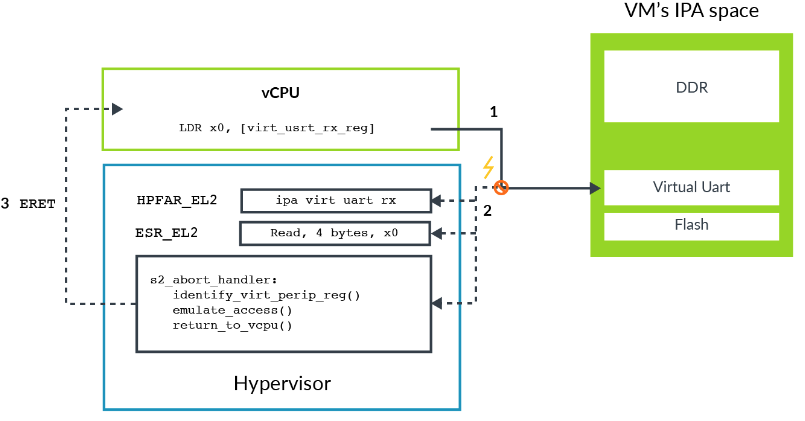 VM's IPA space
DDR
vCPU
LDR x0, [virt_usrt_rx_reg]
1
Virtual Uart
Flash
3 ERET
HPFAR_EL2
ipa virt uart rx
2
ESR_EL2
Read, 4 bytes, x0
s2_abort_handler:
identify_virt_perip_reg()
emulate_access()
return_to_vcpu()
Hypervisor